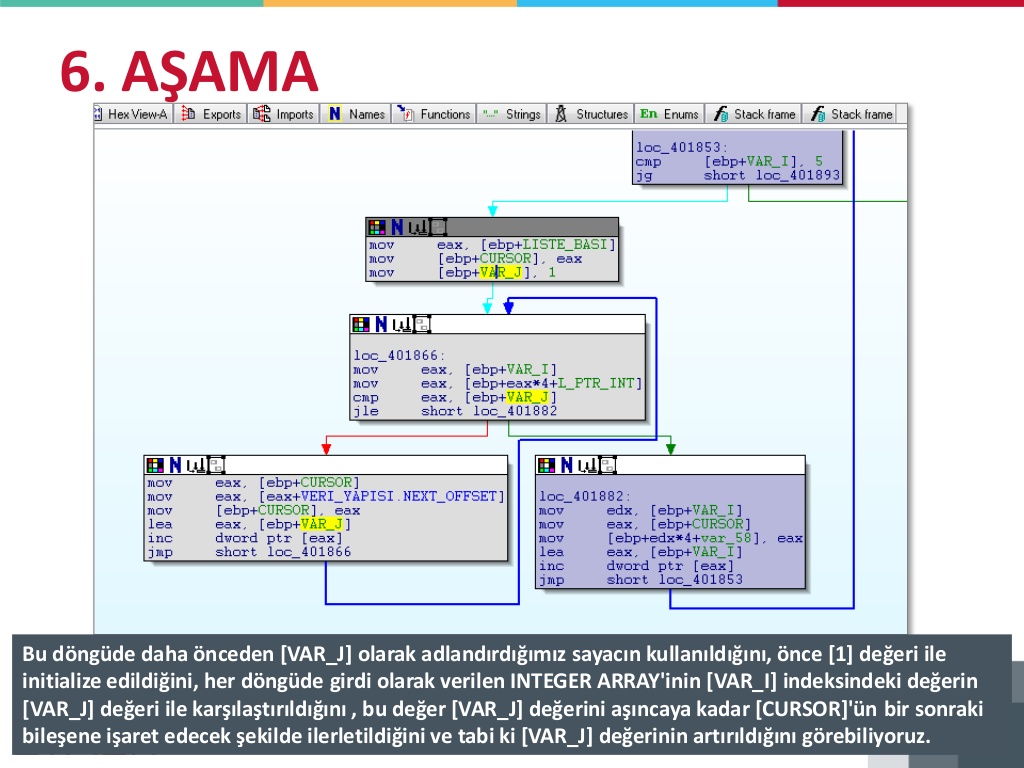 6. AŞAMA
Hex View-A Exports Imports N Names Functions "..." Strings Structures En Enums Stack frame Stack frame
loc_401853:
cmp [ebp+VAR_I], 5
jg short loc_401893
mov eax, [ebp+LISTE_BASI]
mov [ebp+CURSOR], eax
mov [ebp+VAR_J], 1
loc_401866:
mov eax, [ebp+VAR_I]
mov eax, [ebp+eax*4+L_PTR_INT]
cmp eax, [ebp+VAR_J]
jle short loc_401882
mov eax, [ebp+CURSOR]
mov eax, [eax+VERI_YAPISI.NEXT_OFFSET]
mov [ebp+CURSOR], eax
lea eax, [ebp+VAR_J]
inc dword ptr [eax]
jmp short loc_401866
loc_401882:
mov edx, [ebp+VAR_I]
mov eax, [ebp+CURSOR]
mov [ebp+edx*4+var_58], eax
lea eax, [ebp+VAR_I]
inc dword ptr [eax]
jmp short loc_401853
Bu döngüde daha önceden [VAR_J] olarak adlandırdığımız sayacın kullanıldığını, önce [1] değeri ile
initialize edildiğini, her döngüde girdi olarak verilen INTEGER ARRAY'inin [VAR_I] indeksindeki değerin
[VAR_J] değeri ile karşılaştırıldığını , bu değer [VAR_J] değerini aşıncaya kadar [CURSOR]'ün bir sonraki
bileşene işaret edecek şekilde ilerletildiğini ve tabi ki [VAR_J] değerinin artırıldığını görebiliyoruz.